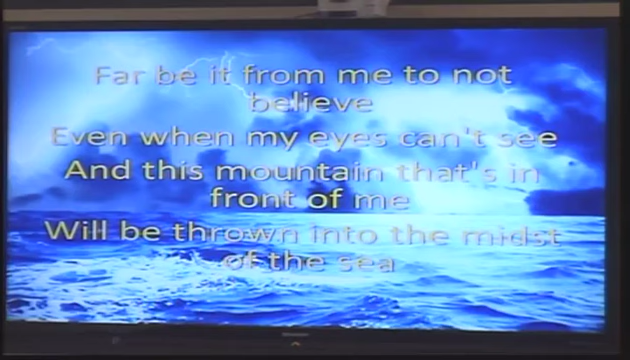 Far be it from me to not
believe
Even when my eyes can't see
And this mountain that's in
front of me
Will be thrown into the midst
of the sea